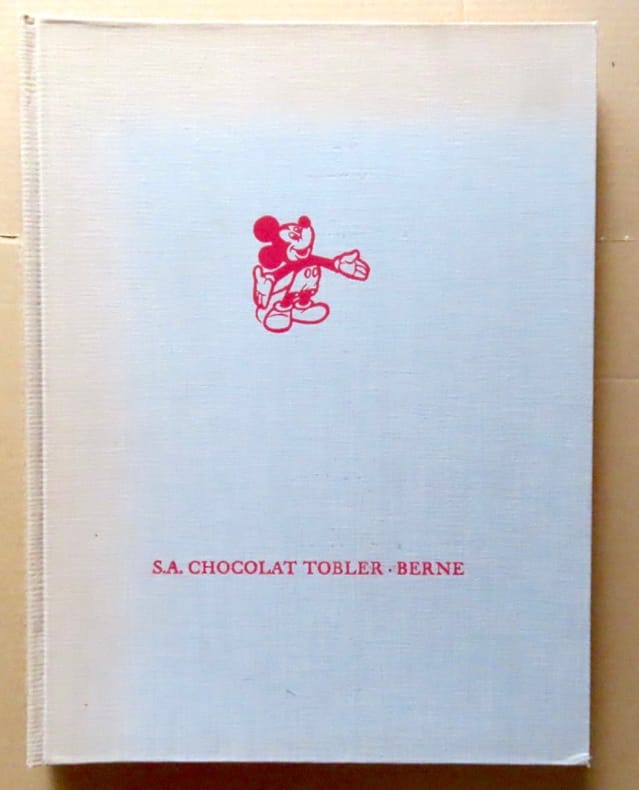 S.A. CHOCOLAT TOBLER · BERNE